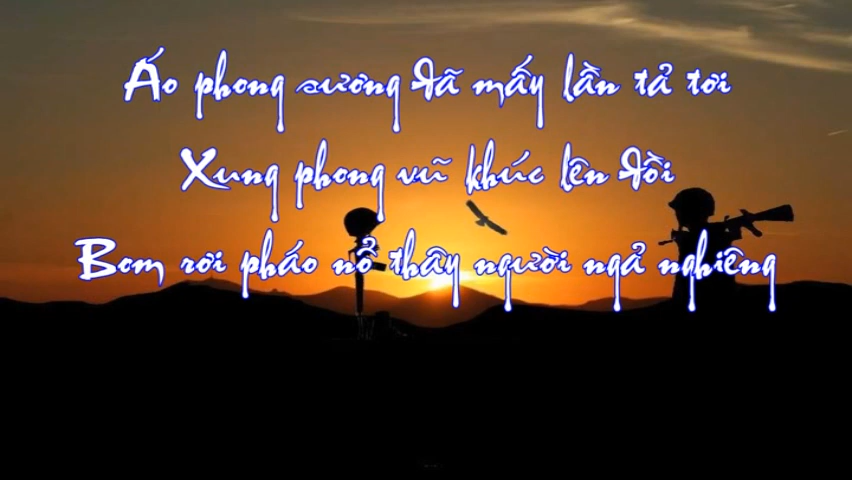 Áo phong sương đã mấy lần tả tơi
Xung phong vũ khúc lên đồi
Bom rơi pháo nổ thây người ngả nghiêng